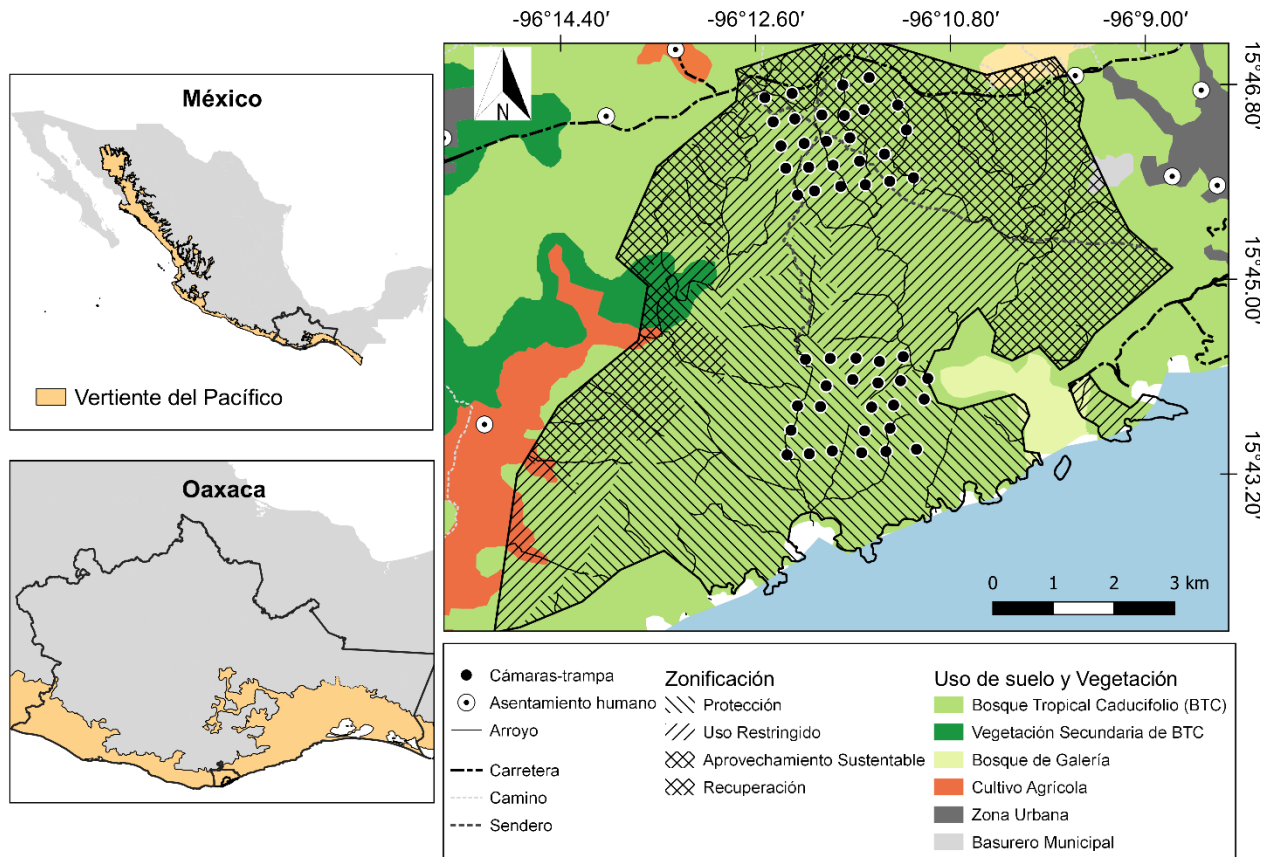 -96°14.40′ -96°12.60′ -96°10.80′ -96°9.00′
México
Vertiente del Pacífico
Oaxaca
N
15°46.80′
15°45.00′
15°43.20′
0 1 2 3 km
Cámaras-trampa
Asentamiento humano
Arroyo
Carretera
Camino
Sendero
Zonificación
Protección
Uso Restringido
Aprovechamiento Sustentable
Recuperación
Uso de suelo y Vegetación
Bosque Tropical Caducifolio (BTC)
Vegetación Secundaria de BTC
Bosque de Galería
Cultivo Agrícola
Zona Urbana
Basurero Municipal